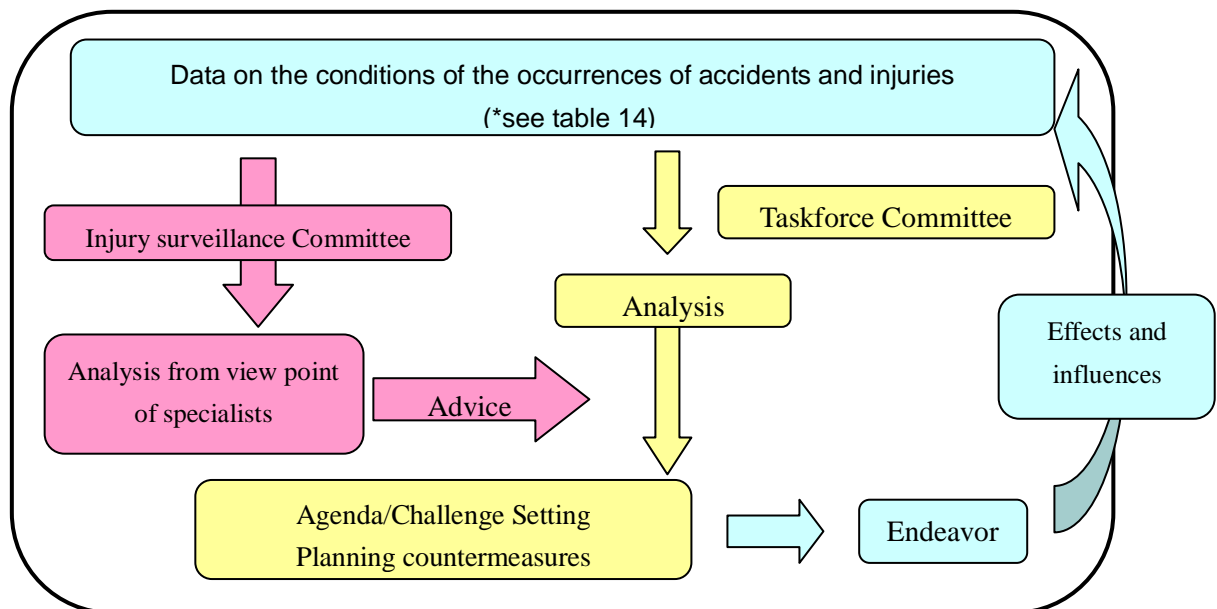 Data on the conditions of the occurrences of accidents and injuries
(*see table 14)
Injury surveillance Committee
Taskforce Committee
Analysis
Analysis from view point
of specialists
Advice
Effects and
influences
Agenda/Challenge Setting
Planning countermeasures
Endeavor